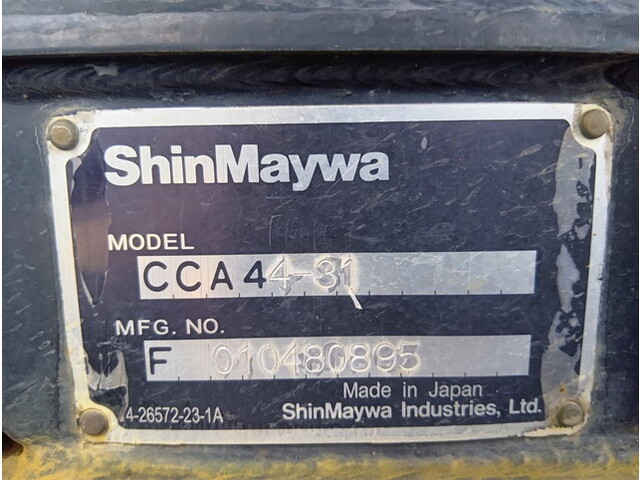 ShinMaywa
MODEL
CCA44-31
MFG. NO.
F 010480895
Made in Japan
4-26572-23-1A
ShinMaywa Industries, Ltd.